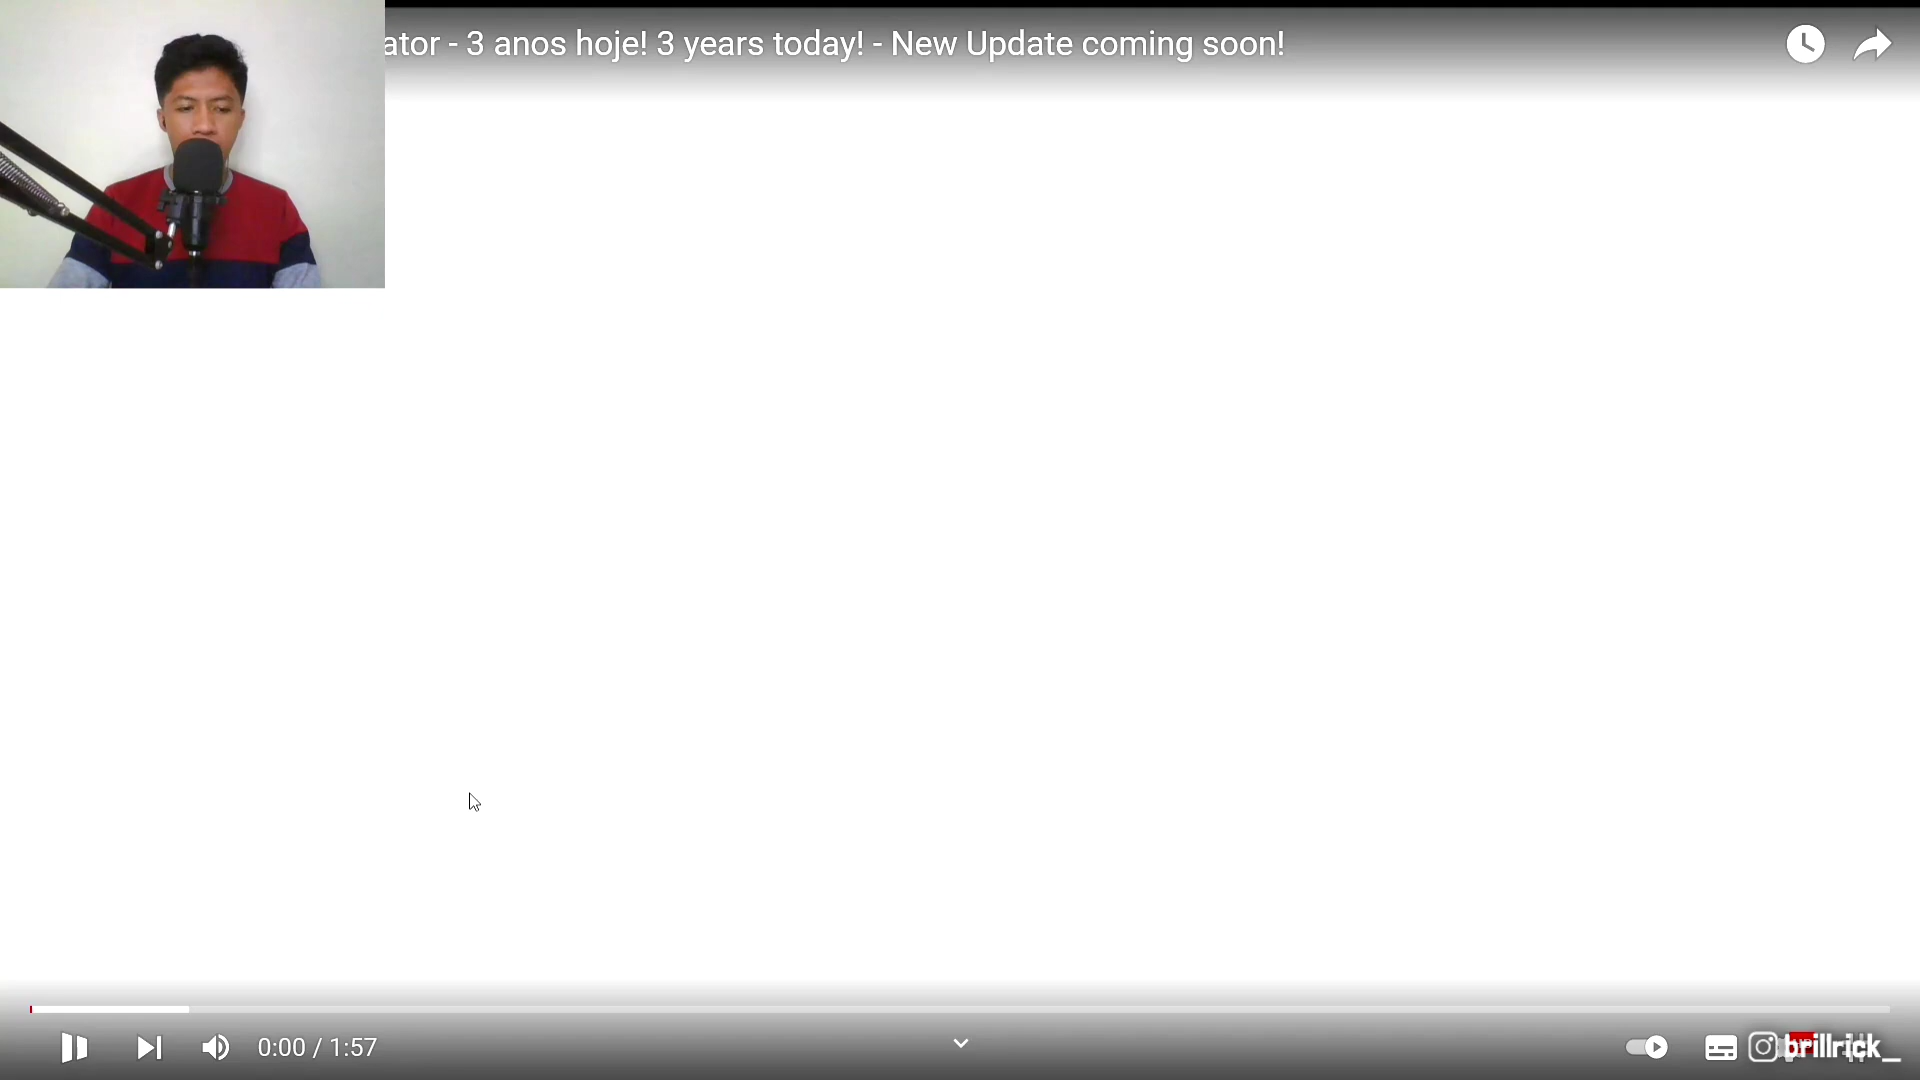 ator - 3 anos hoje! 3 years today! - New Update coming soon!
0:00 / 1:57
brillrick_